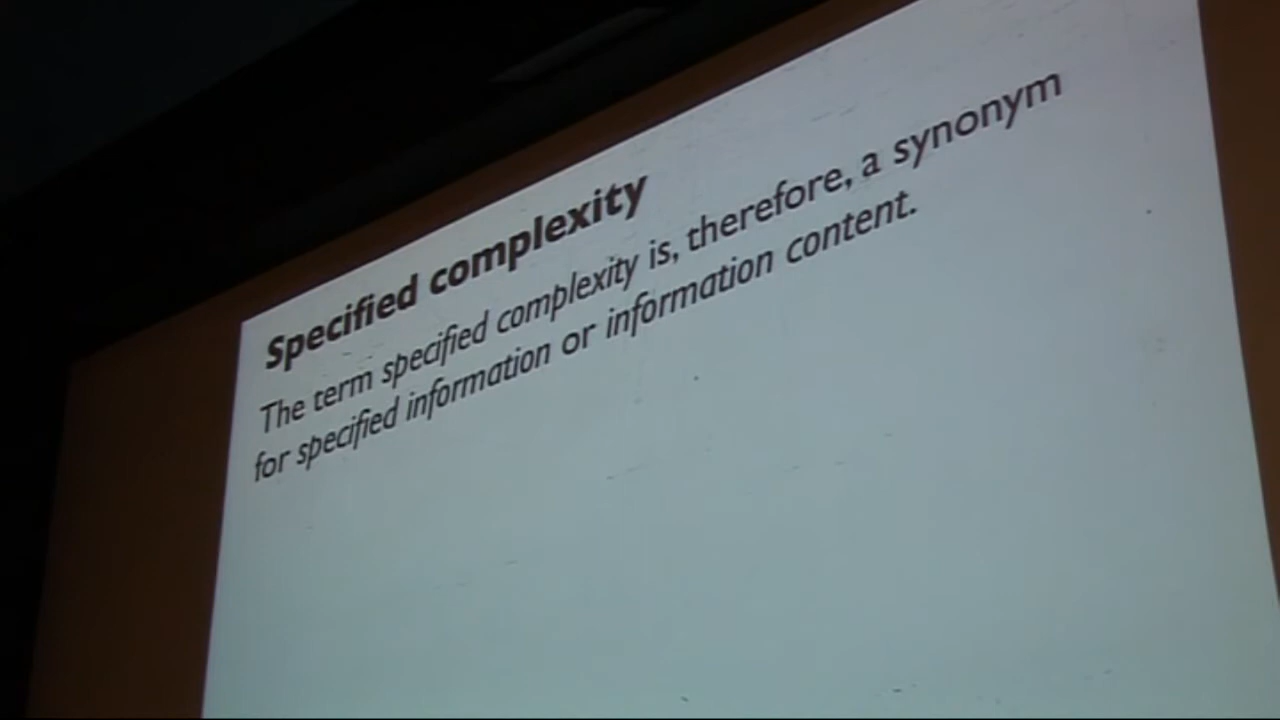 Specified complexity
The term specified complexity is, therefore, a synonym
for specified information or information content.